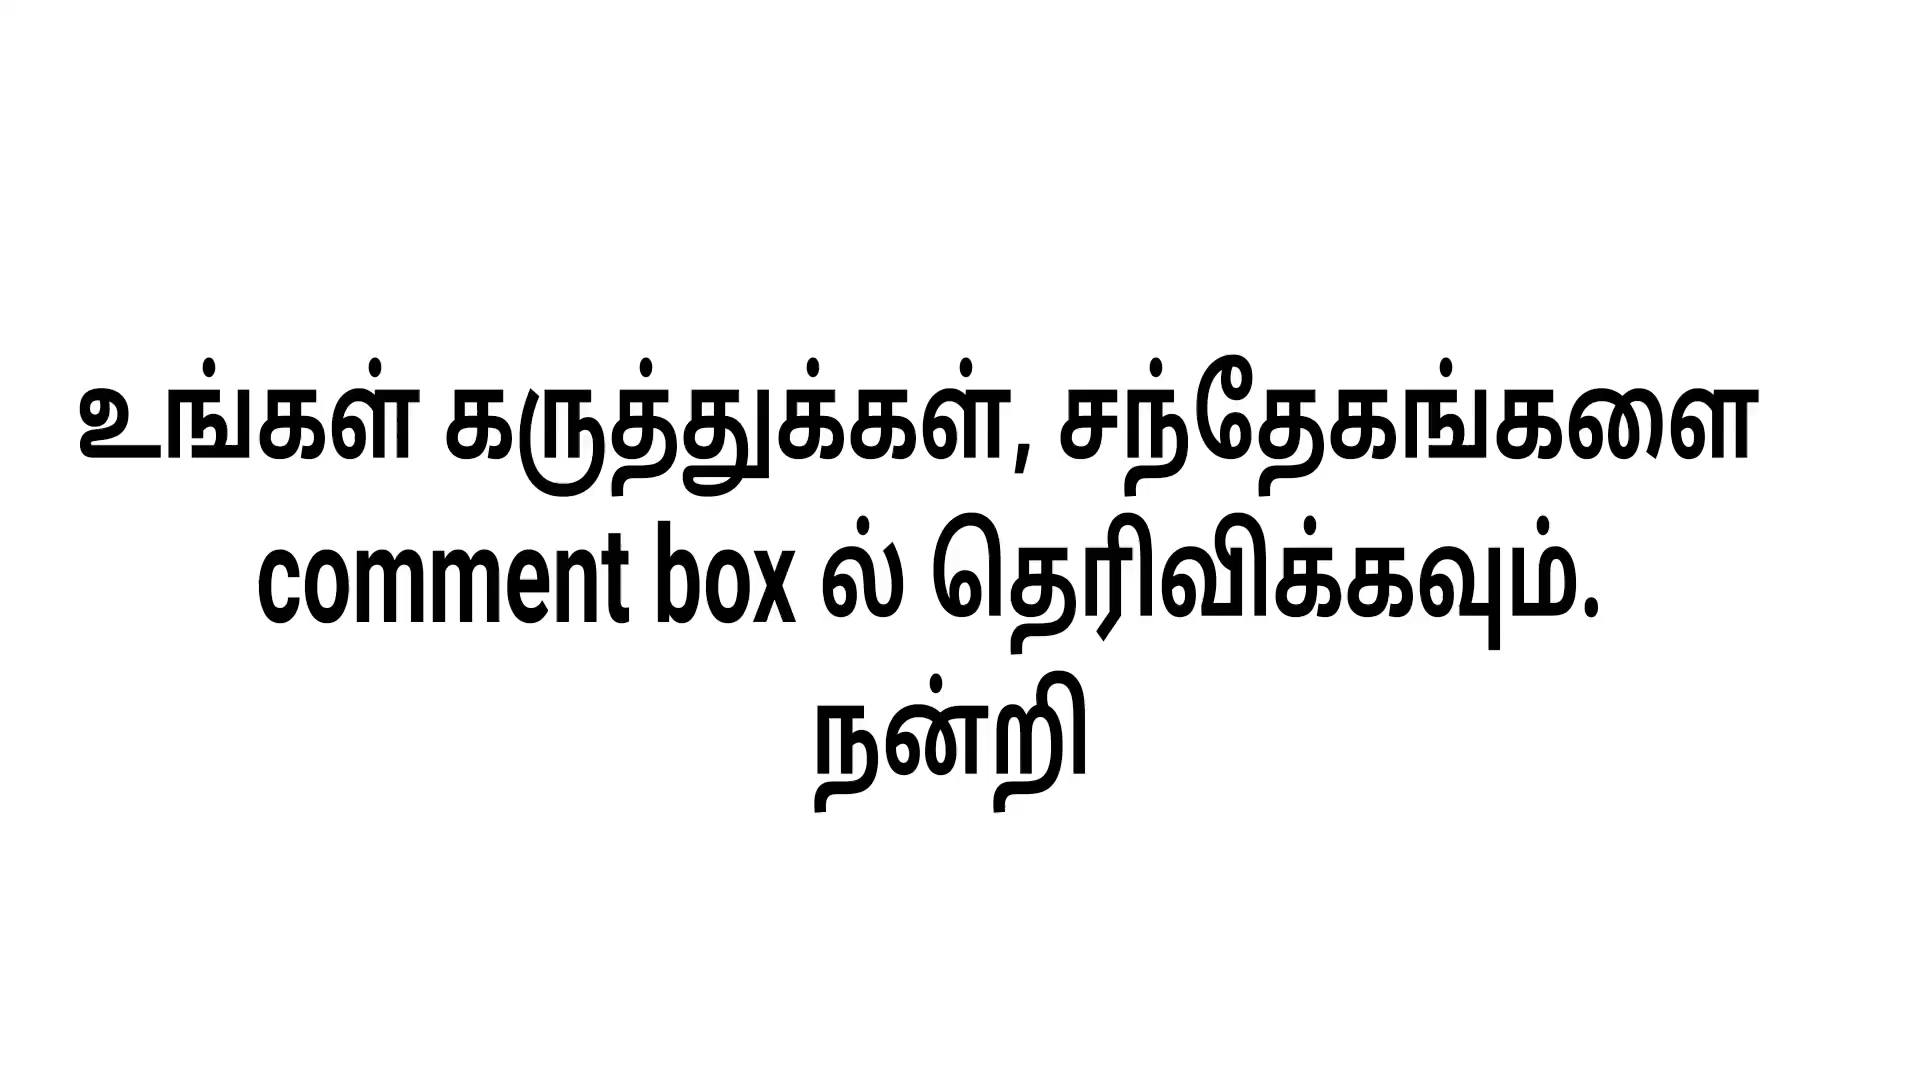 உங்கள் கருத்துக்கள், சந்தேகங்களை
comment box ல் தெரிவிக்கவும்.
நன்றி